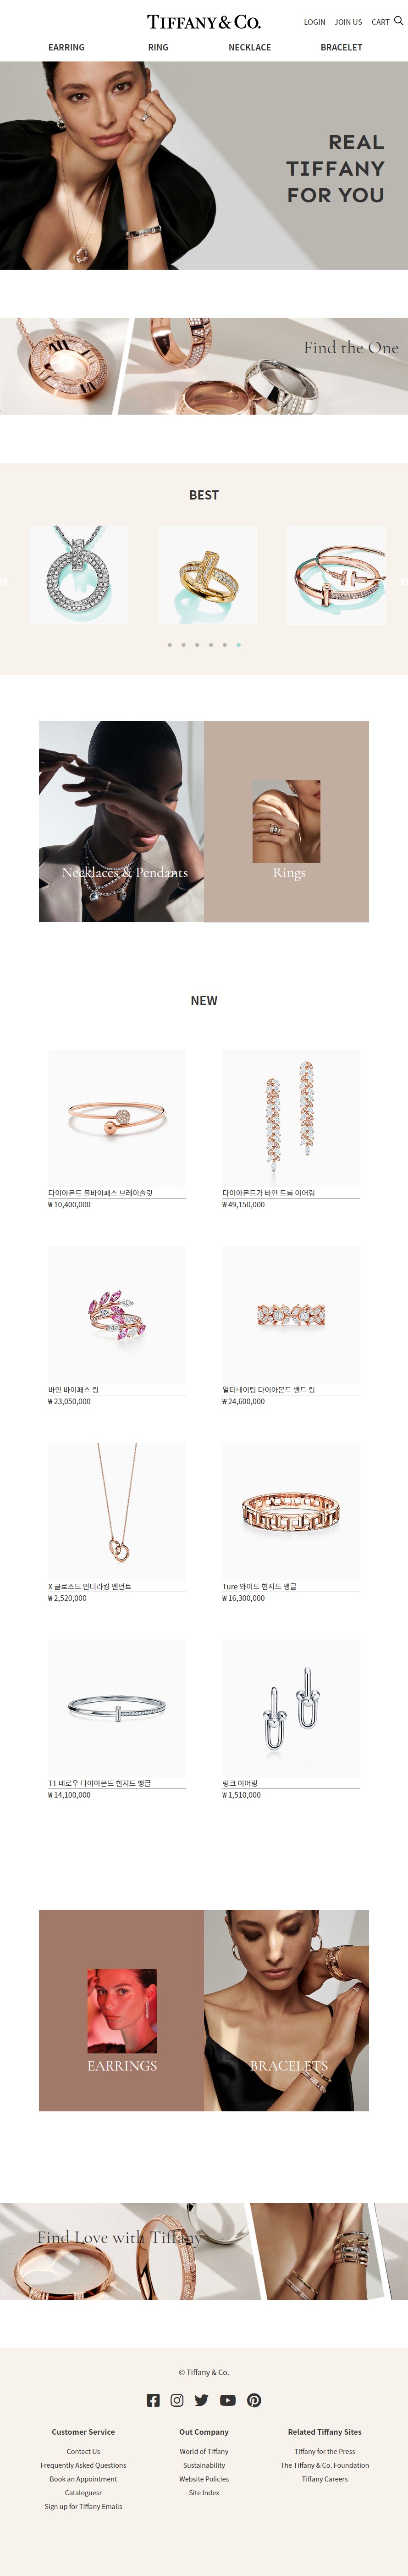 TIFFANY & CO.
LOGIN JOIN US CART
EARRING RING NECKLACE BRACELET
REAL
TIFFANY
FOR YOU
Find the One
BEST
Necklaces & Pendants
Rings
NEW
다이아몬드 볼바이패스 브레이슬릿
₩ 10,400,000
다이아몬드가 바인 드롭 이어링
₩ 49,150,000
바인 바이패스 링
₩ 23,050,000
얼터네이팅 다이아몬드 밴드 링
₩ 24,600,000
X 클로즈드 인터라킹 펜던트
₩ 2,520,000
Ture 와이드 힌지드 뱅글
₩ 16,300,000
T1 네로우 다이아몬드 힌지드 뱅글
₩ 14,100,000
링크 이어링
₩ 1,510,000
EARRINGS
BRACELETS
Find Love with Tiffany
© Tiffany & Co.
Customer Service
Contact Us
Frequently Asked Questions
Book an Appointment
Cataloguesr
Sign up for Tiffany Emails
Out Company
World of Tiffany
Sustainability
Website Policies
Site Index
Related Tiffany Sites
Tiffany for the Press
The Tiffany & Co. Foundation
Tiffany Careers